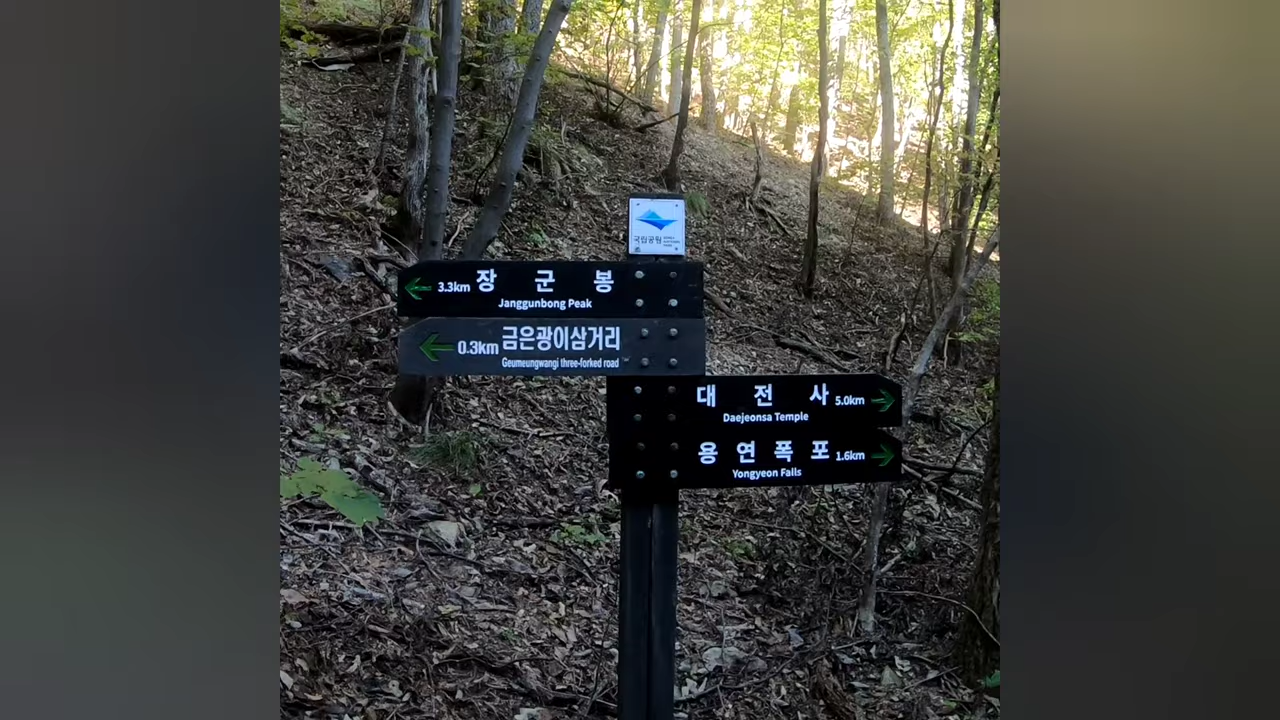 국립공원
3.3km 장 군 봉
Janggunbong Peak
0.3km 금은광이삼거리
Geumeungwangi three-forked road
대 전 사 5.0km
Daejeonsa Temple
용 연 폭 포 1.6km
Yongyeon Falls